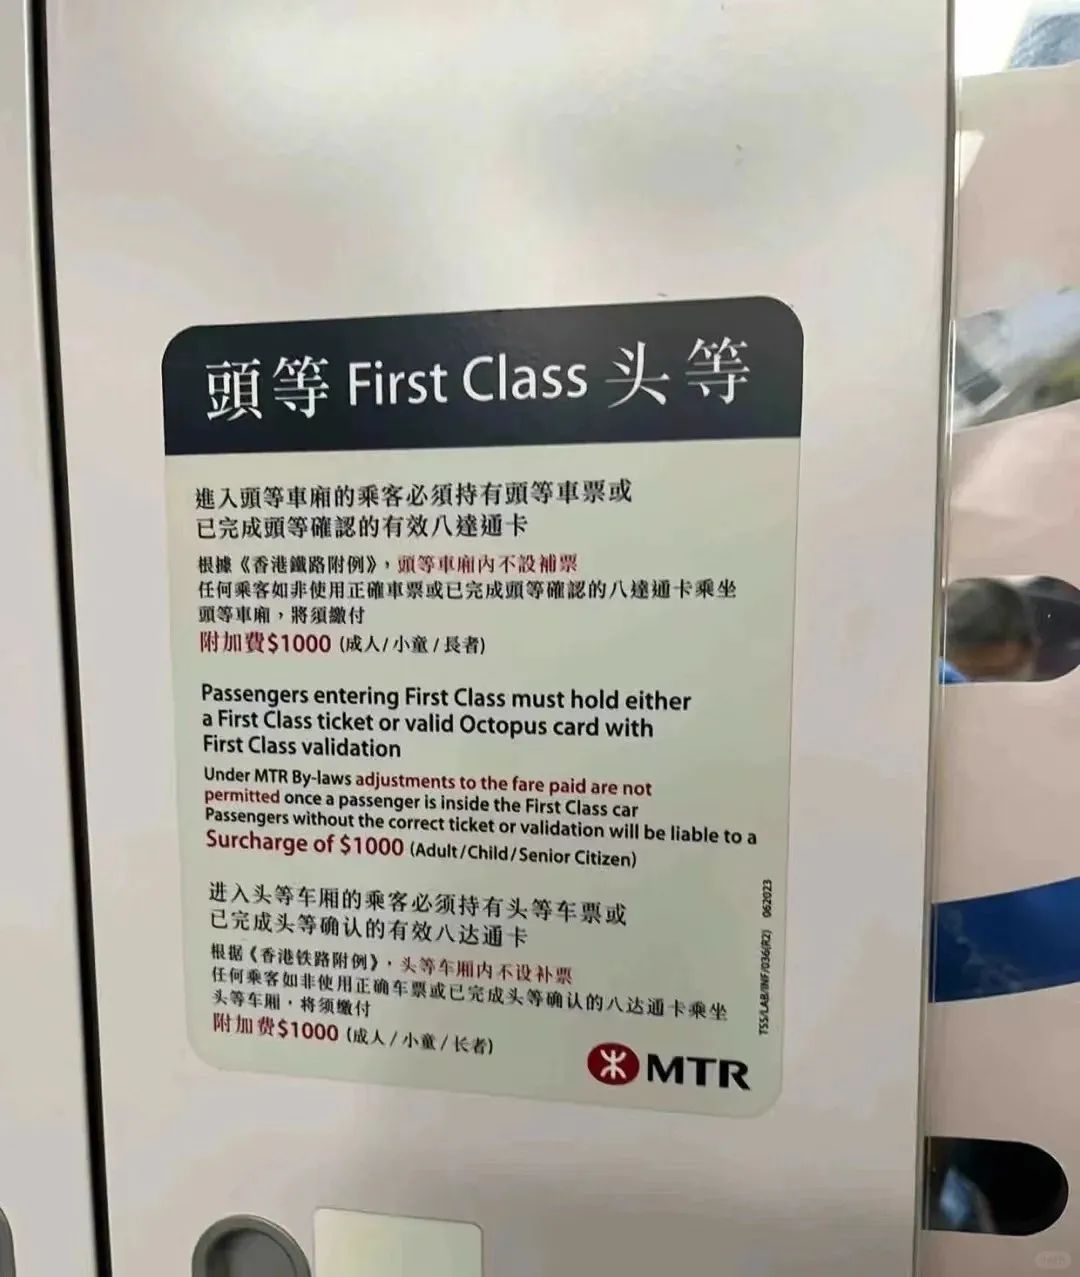 頭等 First Class 头等
進入頭等車廂的乘客必須持有頭等車票或
已完成頭等確認的有效八達通卡
根據《香港鐵路附例》，頭等車廂內不設補票
任何乘客如非使用正確車票或已完成頭等確認的八達通卡乘坐
頭等車廂，將須繳付
附加費$1000 (成人/小童/長者)
Passengers entering First Class must hold either
a First Class ticket or valid Octopus card with
First Class validation
Under MTR By-laws adjustments to the fare paid are not
permitted once a passenger is inside the First Class car
Passengers without the correct ticket or validation will be liable to a
Surcharge of $1000 (Adult/Child/Senior Citizen)
进入头等车厢的乘客必须持有头等车票或
已完成头等确认的有效八达通卡
根据《香港铁路附例》，头等车厢内不设补票
任何乘客如非使用正确车票或已完成头等确认的八达通卡乘坐
头等车厢，将须缴付
附加费$1000 (成人/小童/长者)
MTR
TSS/LAB/INF/036(R2) 062023